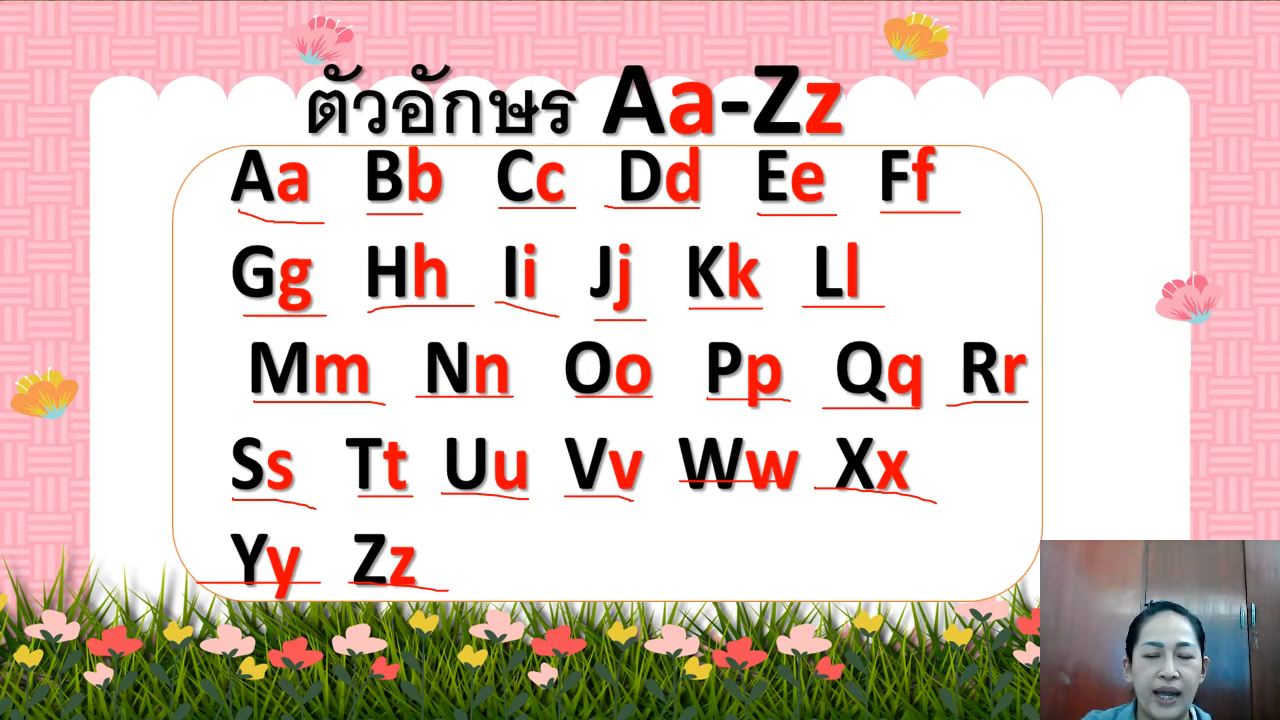 ตัวอักษร Aa-Zz
Aa Bb Cc Dd Ee Ff
Gg Hh Ii Jj Kk Ll
Mm Nn Oo Pp Qq Rr
Ss Tt Uu Vv Ww Xx
Yy Zz